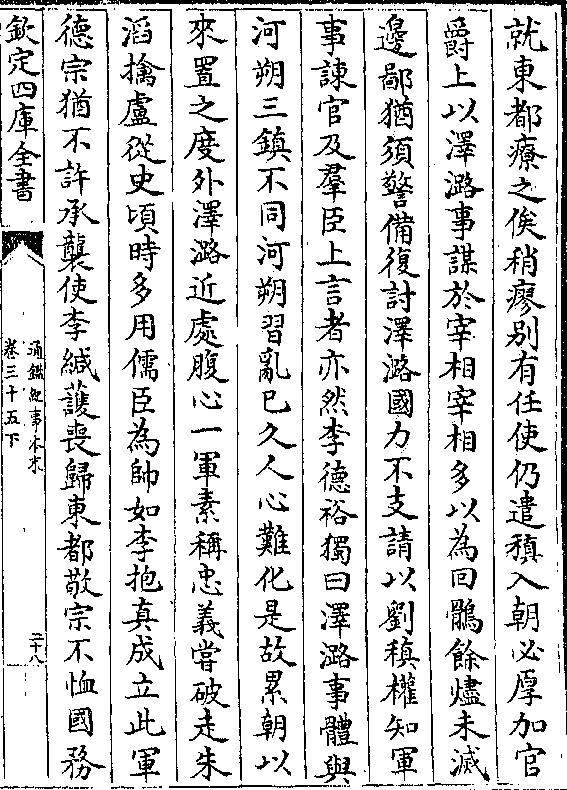 就東都療之俟稍瘳别有任使仍遣稹入朝必厚加官
爵上以澤潞事謀於宰相宰相多以為回鶻餘燼未滅
邊鄙猶須警備復討澤潞國力不支請以劉稹權知軍
事諫官及羣臣上言者亦然李德裕獨曰澤潞事體與
河朔三鎮不同河朔習亂已久人心難化是故累朝以
來置之度外澤潞近處腹心一軍素稱忠義嘗破走朱
滔擒盧從史頃時多用儒臣為帥如李抱真成立此軍
德宗猶不許承襲使李緘護喪歸東都敬宗不恤國務
欽定四庫全書
通鑑紀事本末
卷三十五下
二十八